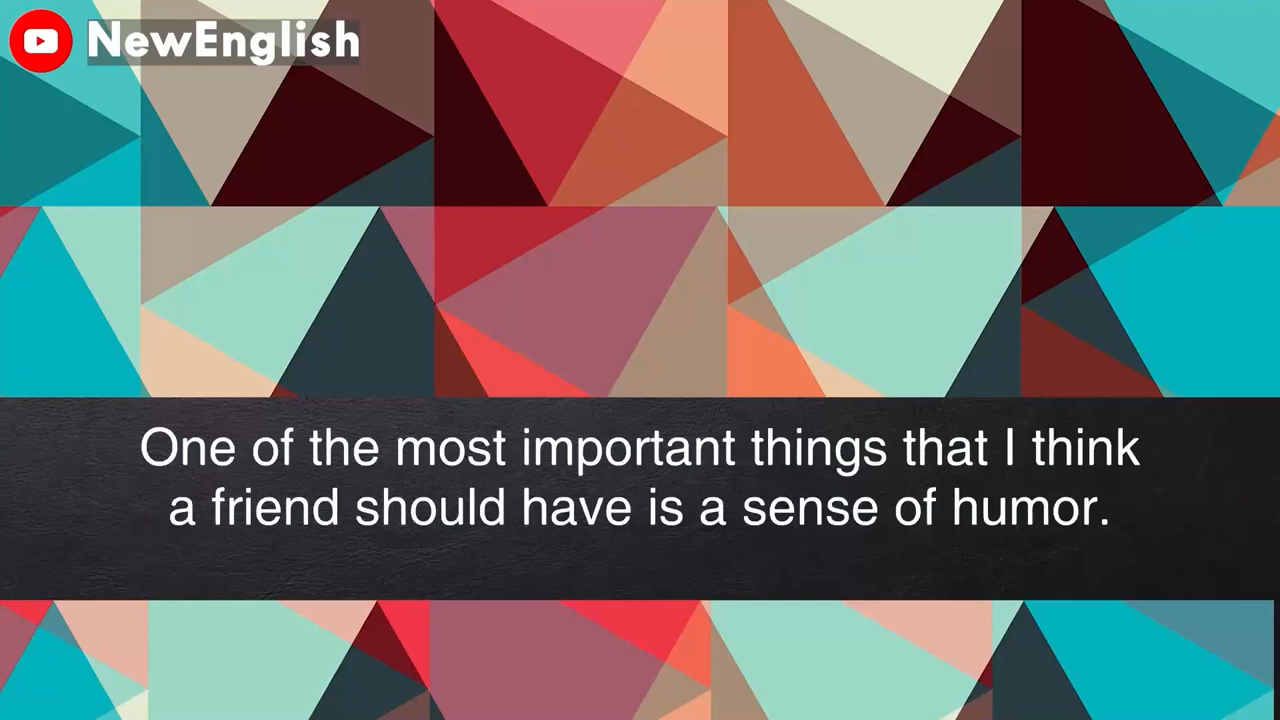 NewEnglish
One of the most important things that I think
a friend should have is a sense of humor.